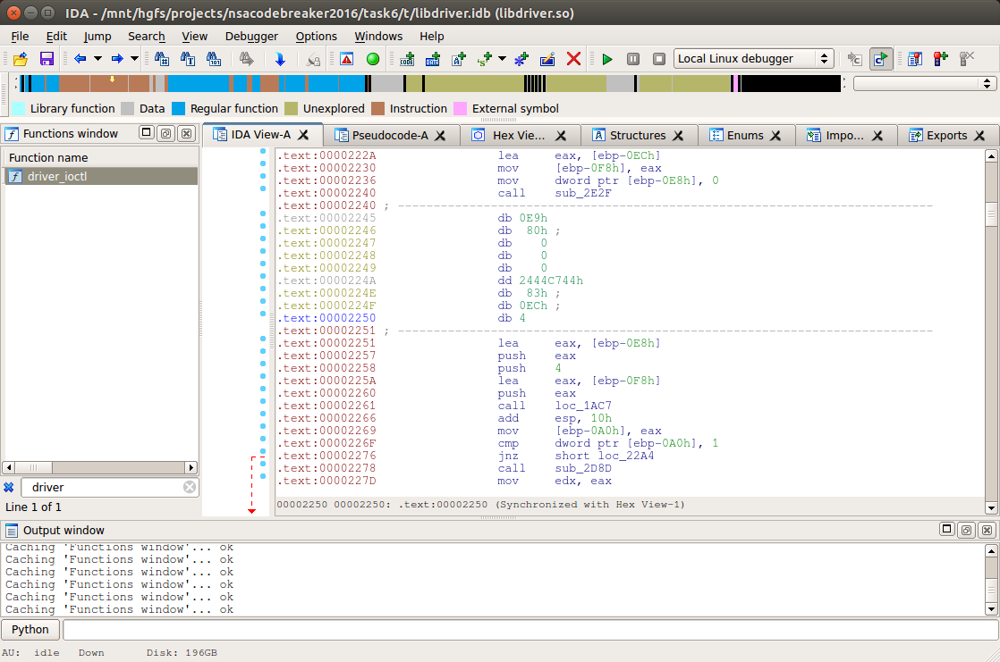 IDA - /mnt/hgfs/projects/nsacodebreaker2016/task6/t/libdriver.idb (libdriver.so)
File Edit Jump Search View Debugger Options Windows Help
Local Linux debugger
Library function Data Regular function Unexplored Instruction External symbol
Functions window
IDA View-A Pseudocode-A Hex Vie... Structures Enums Impo... Exports
Function name
driver_ioctl
.text:0000222A lea eax, [ebp-0ECh]
.text:00002230 mov [ebp-0F8h], eax
.text:00002236 mov dword ptr [ebp-0E8h], 0
.text:00002240 call sub_2E2F
.text:00002240 ; ---------------------------------------------------------------------------
.text:00002245 db 0E9h
.text:00002246 db 80h ;
.text:00002247 db 0
.text:00002248 db 0
.text:00002249 db 0
.text:0000224A dd 2444C744h
.text:0000224E db 83h ;
.text:0000224F db 0ECh ;
.text:00002250 db 4
.text:00002251 ; ---------------------------------------------------------------------------
.text:00002251 lea eax, [ebp-0E8h]
.text:00002257 push eax
.text:00002258 push 4
.text:0000225A lea eax, [ebp-0F8h]
.text:00002260 push eax
.text:00002261 call loc_1AC7
.text:00002266 add esp, 10h
.text:00002269 mov [ebp-0A0h], eax
.text:0000226F cmp dword ptr [ebp-0A0h], 1
.text:00002276 jnz short loc_22A4
.text:00002278 call sub_2D8D
.text:0000227D mov edx, eax
00002250 00002250: .text:00002250 (Synchronized with Hex View-1)
driver
Line 1 of 1
Output window
Caching 'Functions window'... ok
Caching 'Functions window'... ok
Caching 'Functions window'... ok
Caching 'Functions window'... ok
Caching 'Functions window'... ok
Caching 'Functions window'... ok
Python
AU: idle Down Disk: 196GB